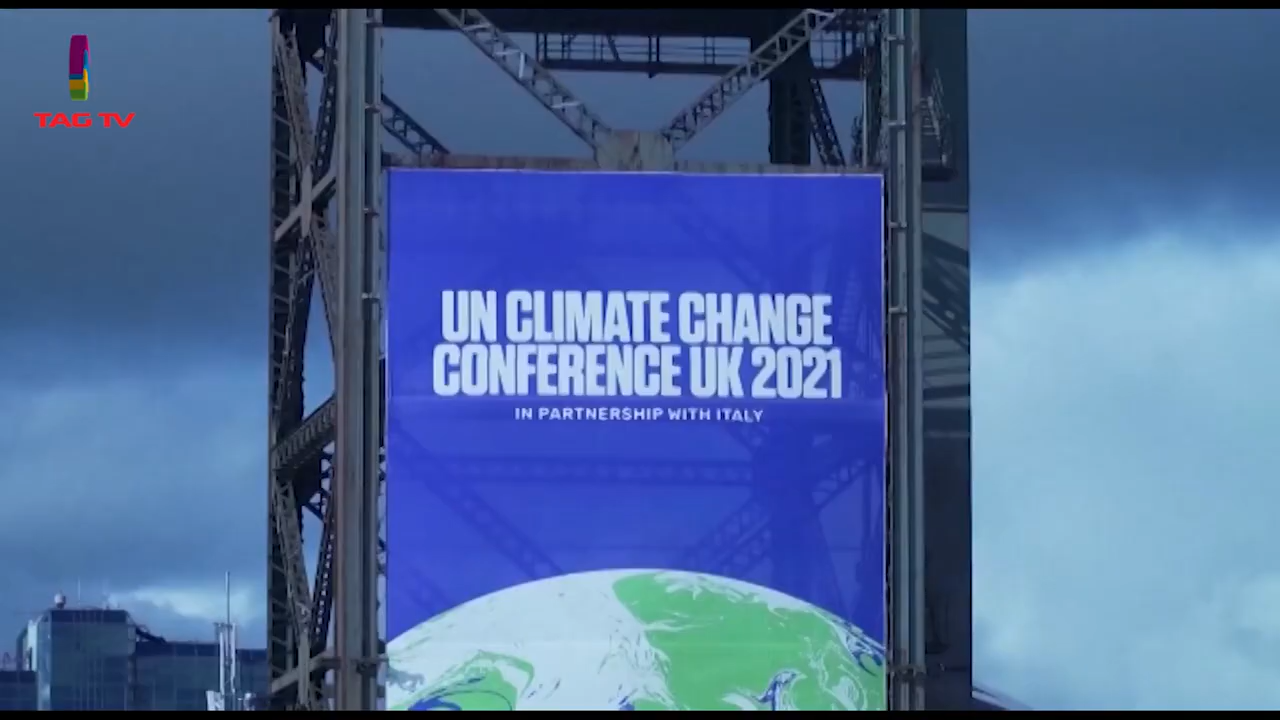 TAG TV
UN CLIMATE CHANGE
CONFERENCE UK 2021
IN PARTNERSHIP WITH ITALY